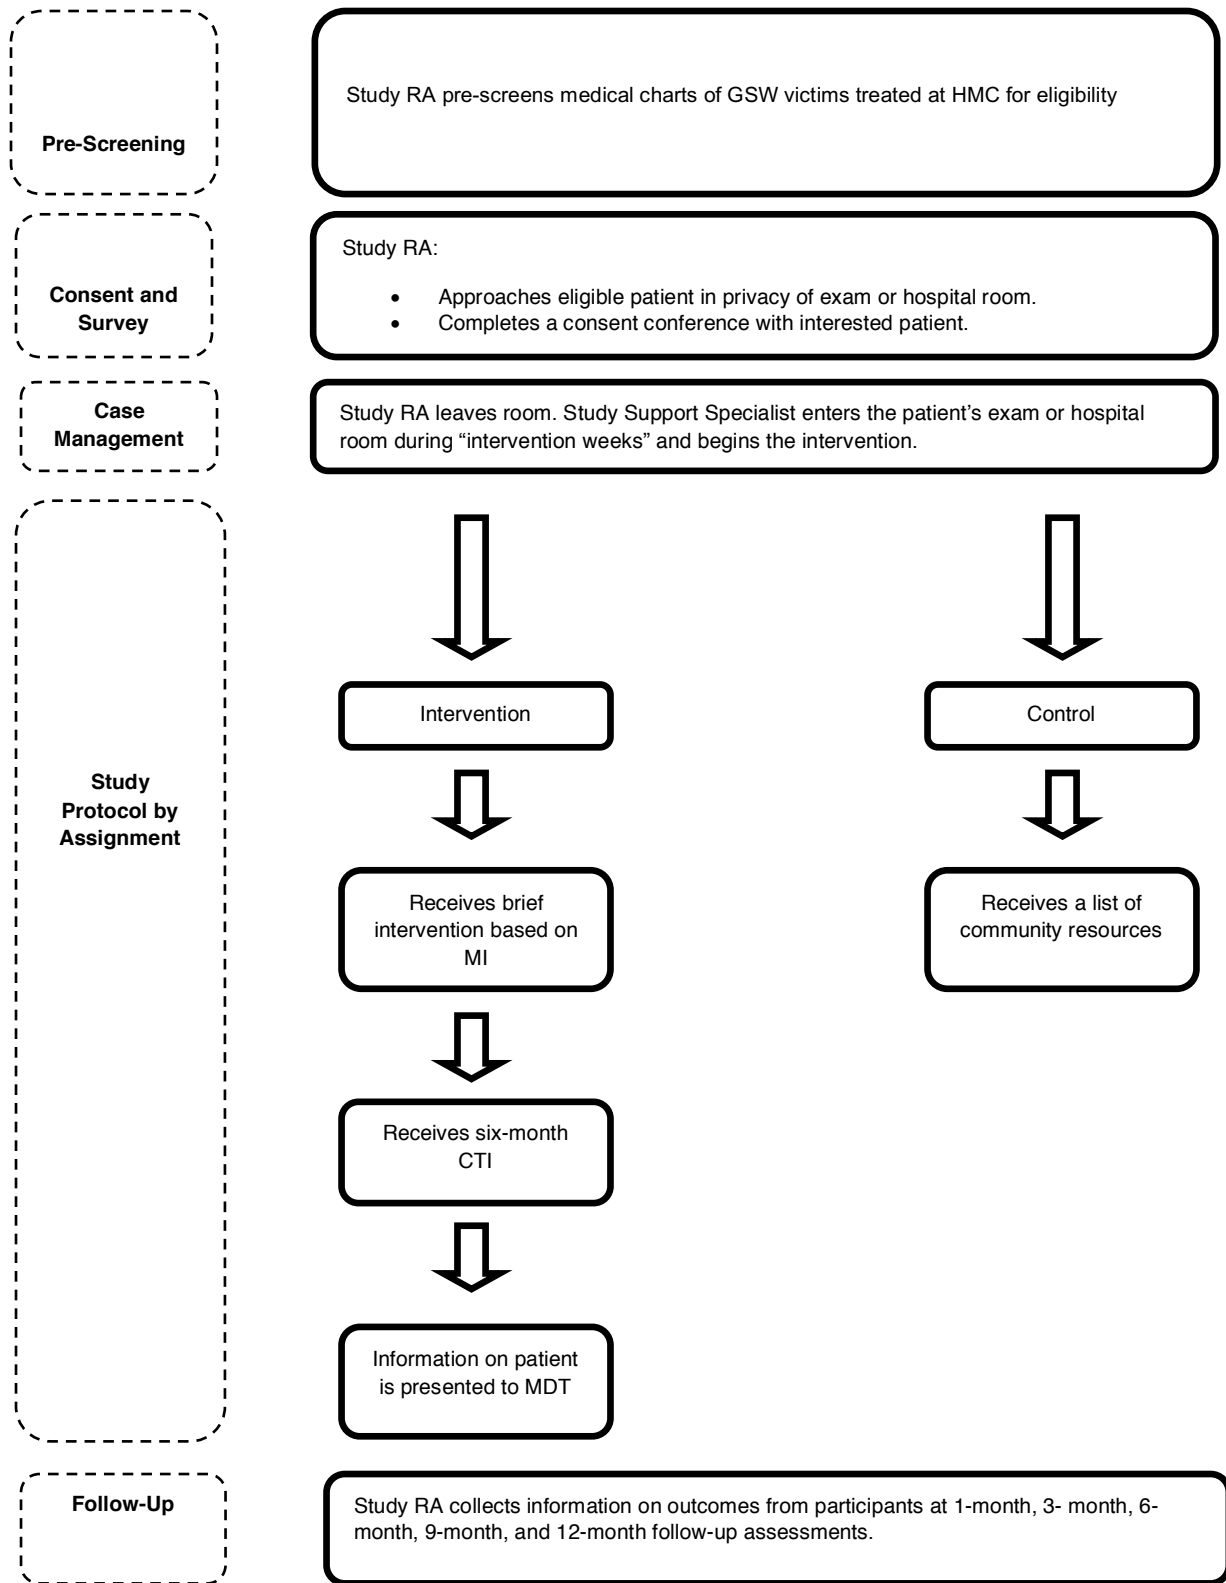 Pre-Screening
Study RA pre-screens medical charts of GSW victims treated at HMC for eligibility
Consent and
Survey
Study RA:
• Approaches eligible patient in privacy of exam or hospital room.
• Completes a consent conference with interested patient.
Case
Management
Study RA leaves room. Study Support Specialist enters the patient’s exam or hospital
room during “intervention weeks” and begins the intervention.
Study
Protocol by
Assignment
Intervention
Control
Receives brief
intervention based on
MI
Receives a list of
community resources
Receives six-month
CTI
Information on patient
is presented to MDT
Follow-Up
Study RA collects information on outcomes from participants at 1-month, 3- month, 6-
month, 9-month, and 12-month follow-up assessments.